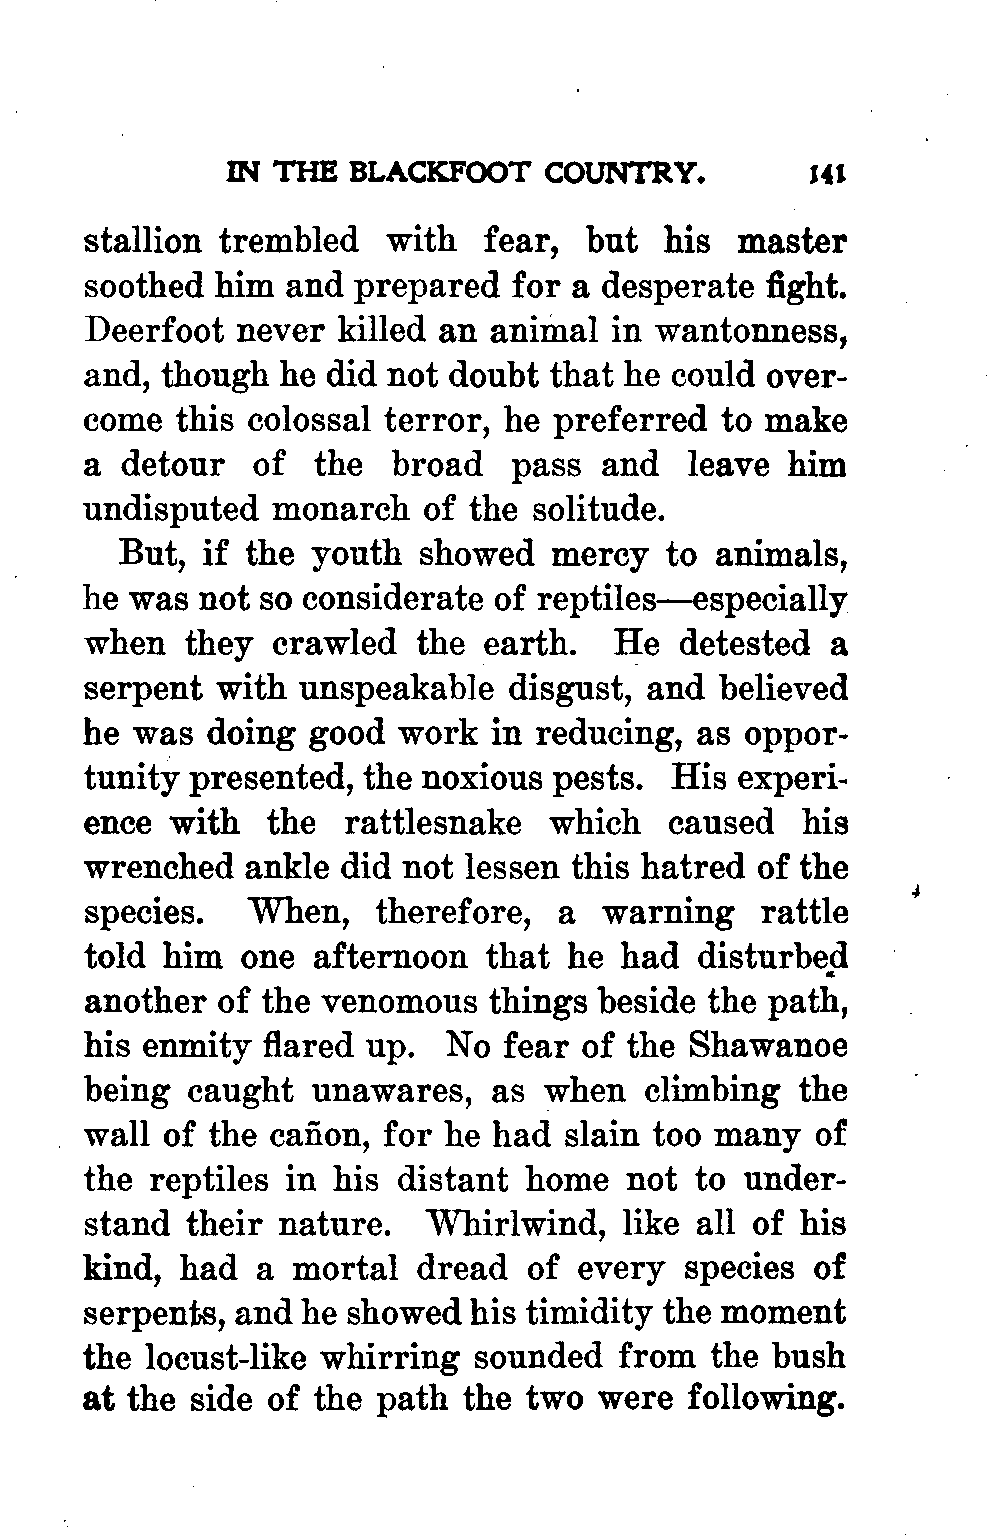 IN THE BLACKFOOT COUNTRY. 141
stallion trembled with fear, but his master
soothed him and prepared for a desperate fight.
Deerfoot never killed an animal in wantonness,
and, though he did not doubt that he could over-
come this colossal terror, he preferred to make
a detour of the broad pass and leave him
undisputed monarch of the solitude.
But, if the youth showed mercy to animals,
he was not so considerate of reptiles—especially
when they crawled the earth. He detested a
serpent with unspeakable disgust, and believed
he was doing good work in reducing, as oppor-
tunity presented, the noxious pests. His experi-
ence with the rattlesnake which caused his
wrenched ankle did not lessen this hatred of the
species. When, therefore, a warning rattle
told him one afternoon that he had disturbed
another of the venomous things beside the path,
his enmity flared up. No fear of the Shawanoe
being caught unawares, as when climbing the
wall of the cañon, for he had slain too many of
the reptiles in his distant home not to under-
stand their nature. Whirlwind, like all of his
kind, had a mortal dread of every species of
serpents, and he showed his timidity the moment
the locust-like whirring sounded from the bush
at the side of the path the two were following.